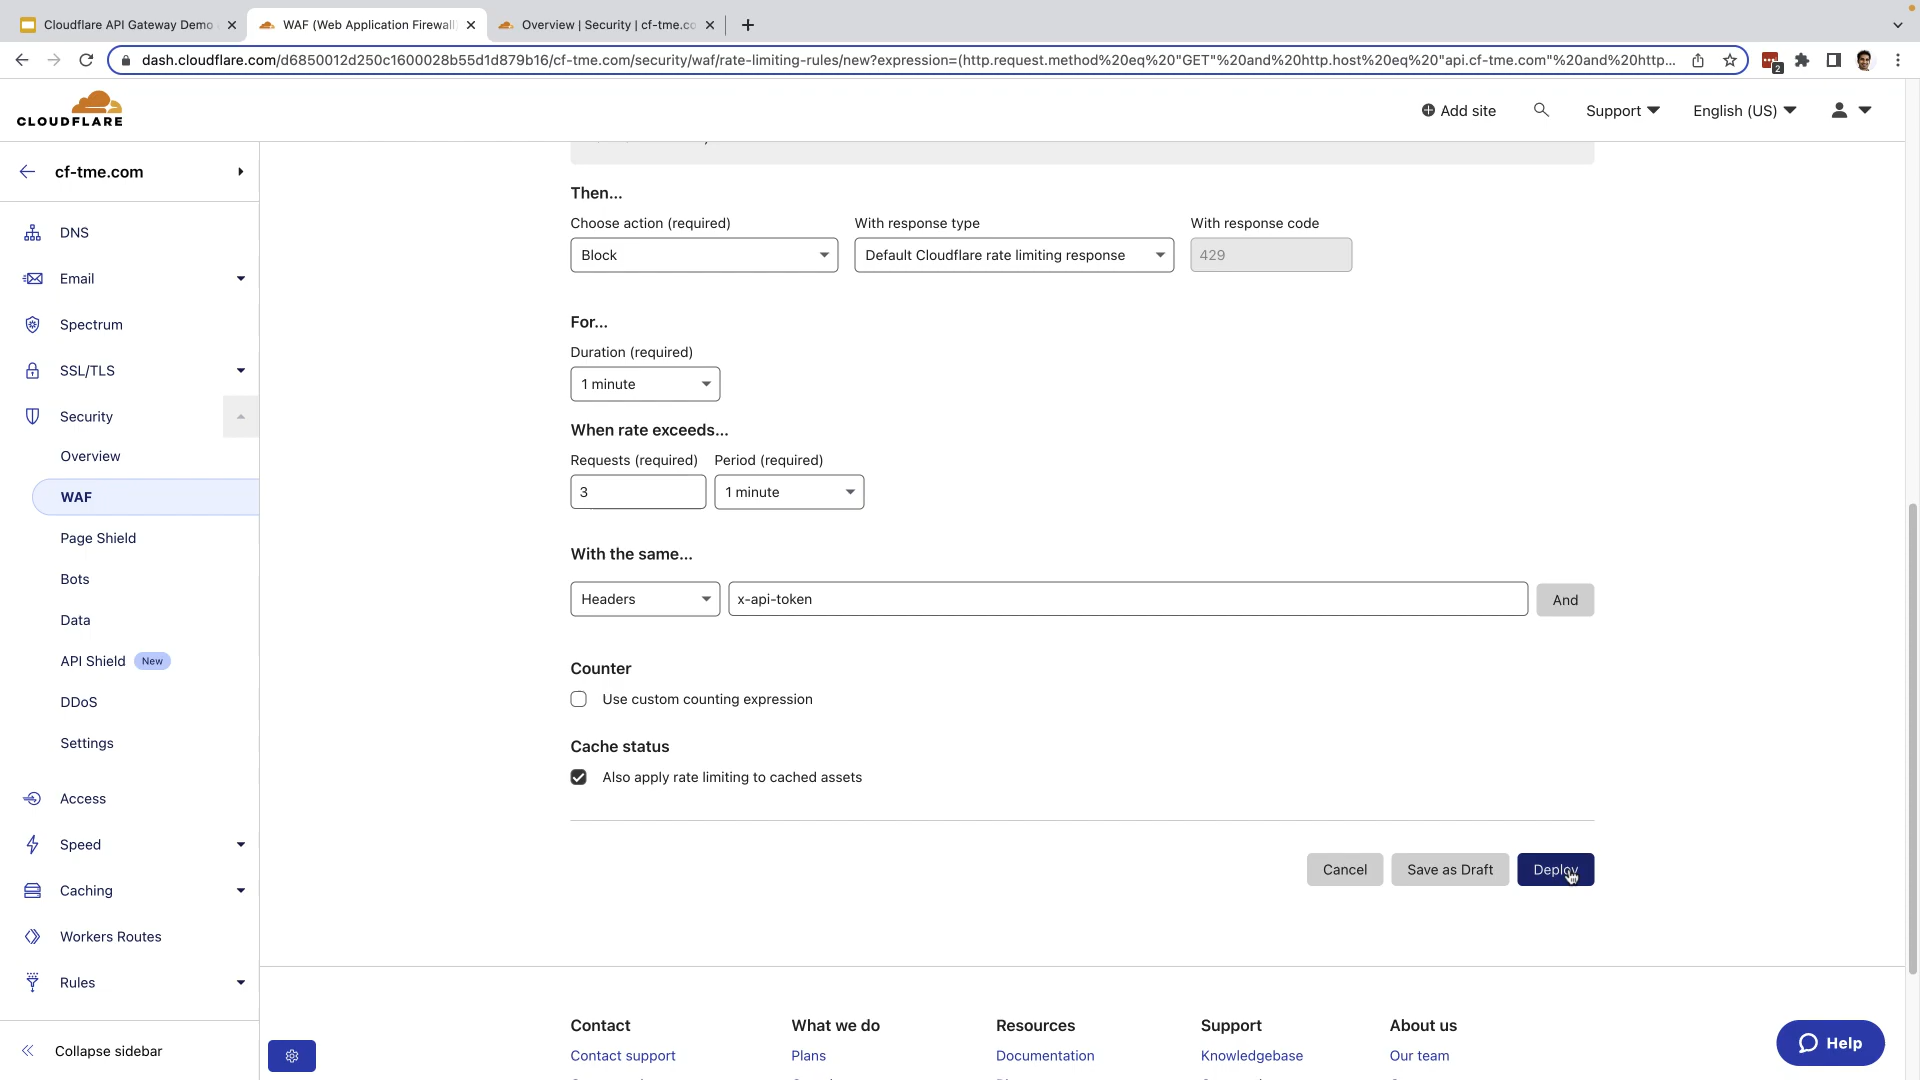 Cloudflare API Gateway Demo
WAF (Web Application Firewall)
Overview | Security | cf-tme.co
dash.cloudflare.com/d6850012d250c1600028b55d1d879b16/cf-tme.com/security/waf/rate-limiting-rules/new?expression=(http.request.method%20eq%20"GET"%20and%20http.host%20eq%20"api.cf-tme.com"%20and%20http...
2
CLOUDFLARE
Add site
Support
English (US)
cf-tme.com
DNS
Email
Spectrum
SSL/TLS
Security
Overview
WAF
Page Shield
Bots
Data
API Shield New
DDoS
Settings
Access
Speed
Caching
Workers Routes
Rules
Collapse sidebar
Then...
Choose action (required)
With response type
With response code
Block
Default Cloudflare rate limiting response
429
For...
Duration (required)
1 minute
When rate exceeds...
Requests (required)
Period (required)
3
1 minute
With the same...
Headers
x-api-token
And
Counter
Use custom counting expression
Cache status
Also apply rate limiting to cached assets
Cancel
Save as Draft
Deploy
Contact
What we do
Resources
Support
About us
Contact support
Plans
Documentation
Knowledgebase
Our team
Help